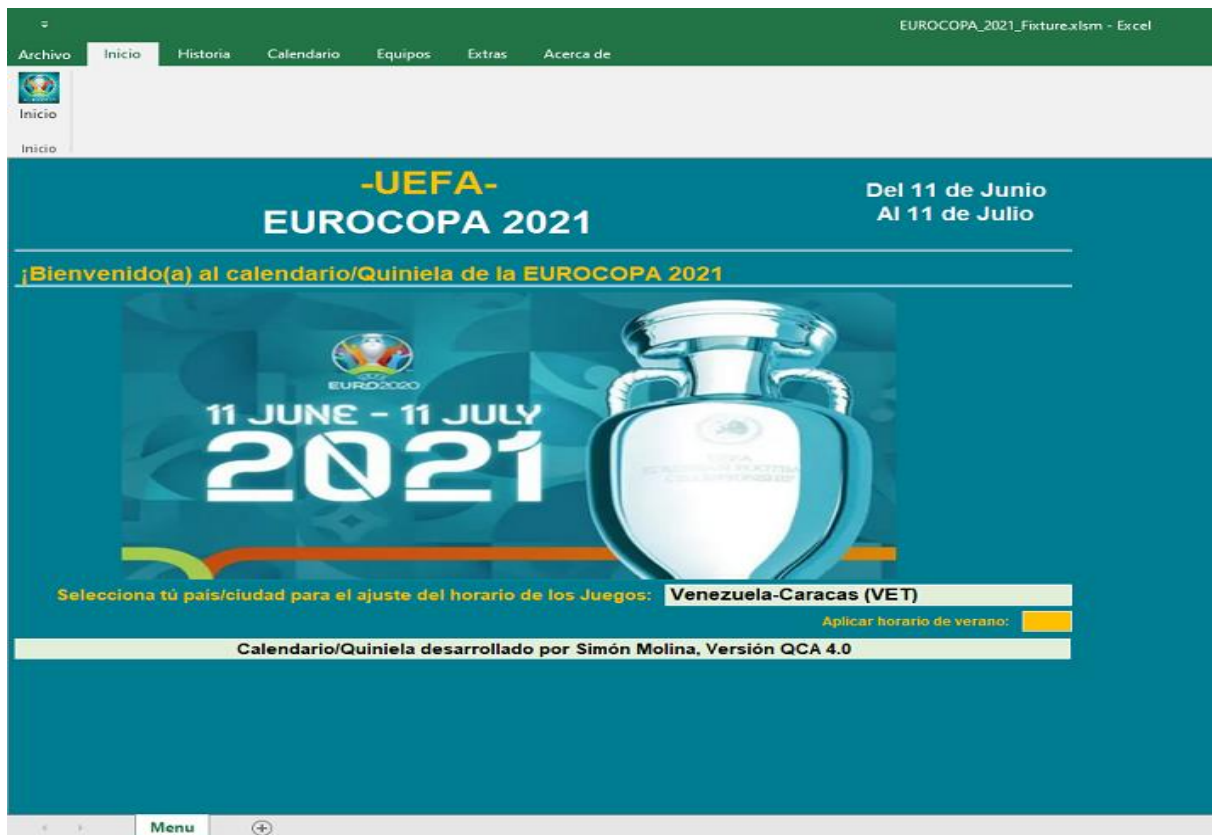 EUROCOPA_2021_Fixture.xlsm - Excel
Archivo Inicio Historia Calendario Equipos Extras Acerca de
Inicio
Inicio
-UEFA-
EUROCOPA 2021
Del 11 de Junio
Al 11 de Julio
¡Bienvenido(a) al calendario/Quiniela de la EUROCOPA 2021
EURO2020
11 JUNE - 11 JULY
2021
Selecciona tú país/ciudad para el ajuste del horario de los Juegos: Venezuela-Caracas (VET)
Aplicar horario de verano:
Calendario/Quiniela desarrollado por Simón Molina, Versión QCA 4.0
Menu